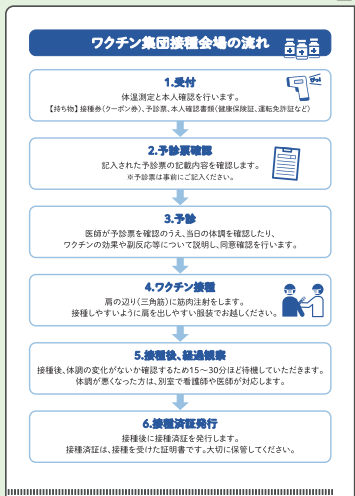 ワクチン集団接種会場の流れ
1.受付
体温測定と本人確認を行います。
【持ち物】接種券(クーポン券)、予診票、本人確認書類(健康保険証、運転免許証など)
2.予診票確認
記入された予診票の記載内容を確認します。
※予診票は事前にご記入ください。
3.予診
医師が予診票を確認のうえ、当日の体調を確認したり、
ワクチンの効果や副反応等について説明し、同意確認を行います。
4.ワクチン接種
肩の辺り(三角筋)に筋肉注射をします。
接種しやすいように肩を出しやすい服装でお越しください。
5.接種後、経過観察
接種後、体調の変化がないか確認するため15~30分ほど待機していただきます。
体調が悪くなった方は、別室で看護師や医師が対応します。
6.接種済証発行
接種後に接種済証を発行します。
接種済証は、接種を受けた証明書です。大切に保管してください。